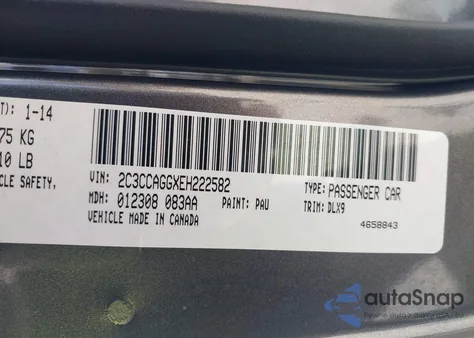 T): 1-14
75 KG
10 LB
CLE SAFETY,
VIN: 2C3CCAGGXEH222582
TYPE: PASSENGER CAR
MDH: 012308 083AA
PAINT: PAU
TRIM: DLX9
VEHICLE MADE IN CANADA
4658843
autoSnap